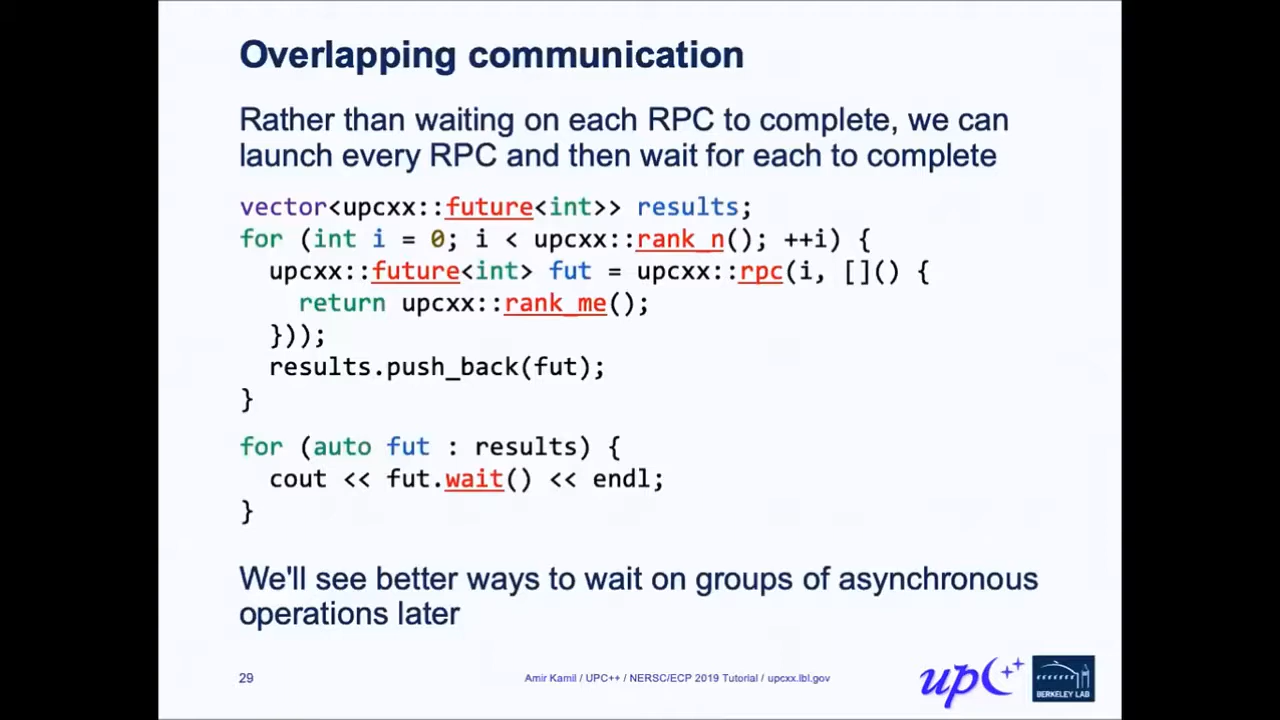 Overlapping communication
Rather than waiting on each RPC to complete, we can
launch every RPC and then wait for each to complete
vector<upcxx::future<int>> results;
for (int i = 0; i < upcxx::rank_n(); ++i) {
  upcxx::future<int> fut = upcxx::rpc(i, []() {
    return upcxx::rank_me();
  }));
  results.push_back(fut);
}
for (auto fut : results) {
  cout << fut.wait() << endl;
}
We'll see better ways to wait on groups of asynchronous
operations later
29
Amir Kamil / UPC++ / NERSC/ECP 2019 Tutorial / upcxx.lbl.gov
upC++
BERKELEY LAB